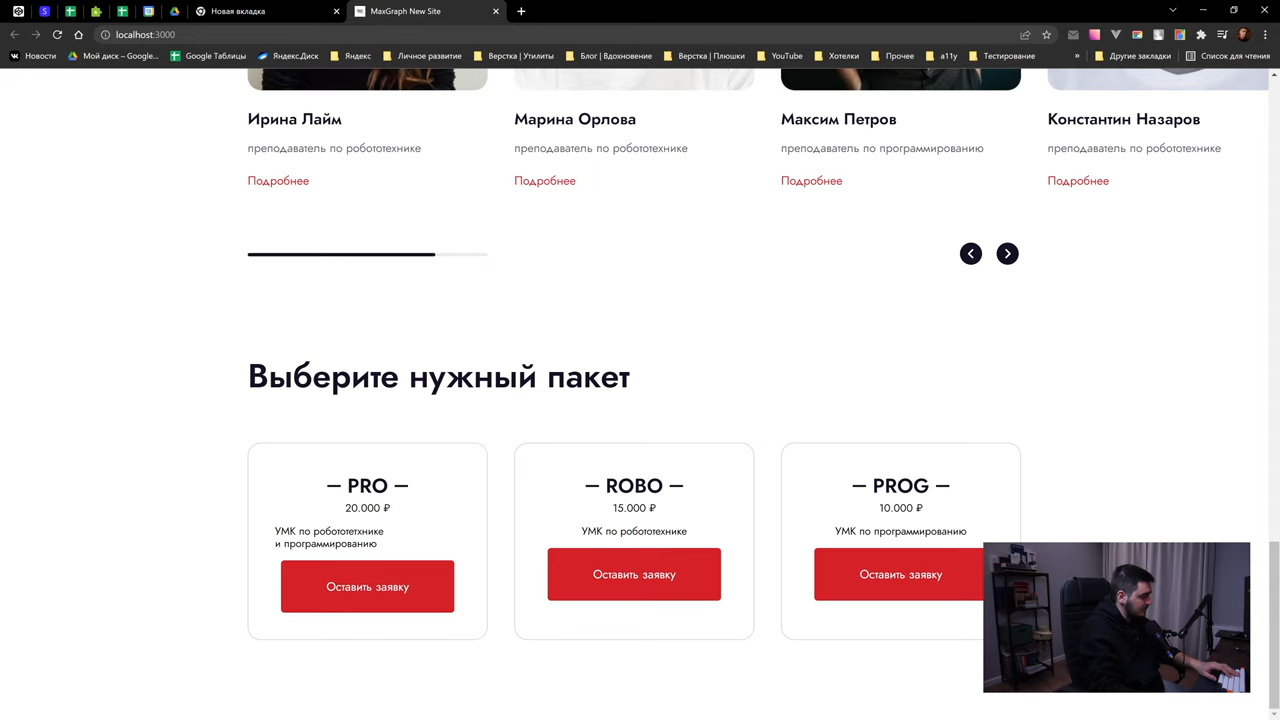 Новая вкладка
MaxGraph New Site
localhost:3000
Новости
Мой диск – Google...
Google Таблицы
Яндекс.Диск
Яндекс
Личное развитие
Верстка | Утилиты
Блог | Вдохновение
Верстка | Плюшки
YouTube
Хотелки
Прочее
a11y
Тестирование
»
Другие закладки
Список для чтения
Ирина Лайм
Марина Орлова
Максим Петров
Константин Назаров
преподаватель по робототехнике
преподаватель по робототехнике
преподаватель по программированию
преподаватель по робототехнике
Подробнее
Подробнее
Подробнее
Подробнее
Выберите нужный пакет
— PRO —
20.000 ₽
УМК по робототетхнике
и программированию
Оставить заявку
— ROBO —
15.000 ₽
УМК по робототехнике
Оставить заявку
— PROG —
10.000 ₽
УМК по программированию
Оставить заявку